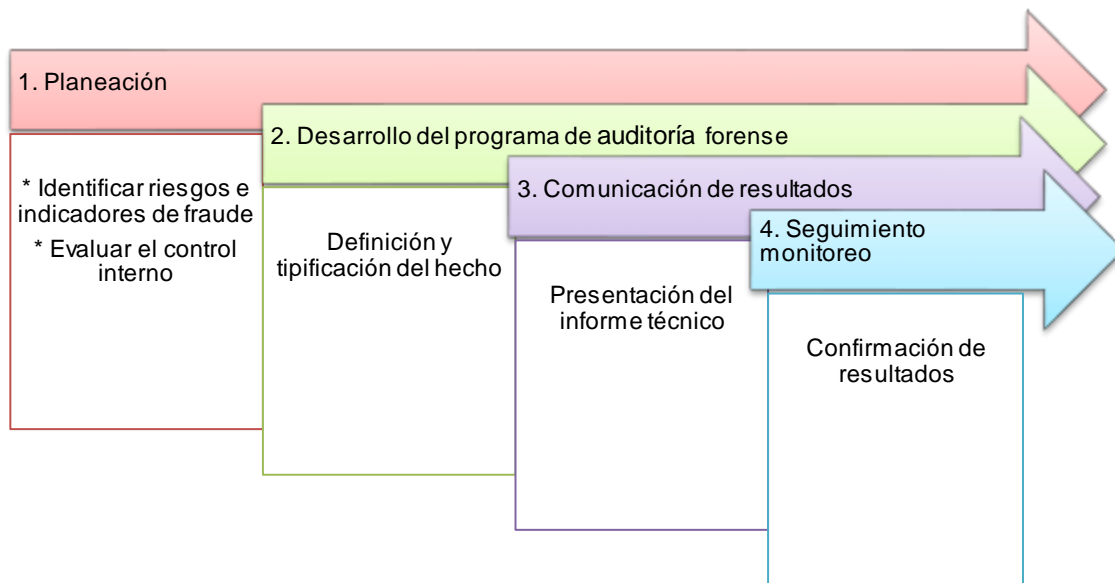 1. Planeación
* Identificar riesgos e
indicadores de fraude
* Evaluar el control
interno
2. Desarrollo del programa de auditoría forense
Definición y
tipificación del hecho
3. Comunicación de resultados
Presentación del
informe técnico
4. Seguimiento
monitoreo
Confirmación de
resultados